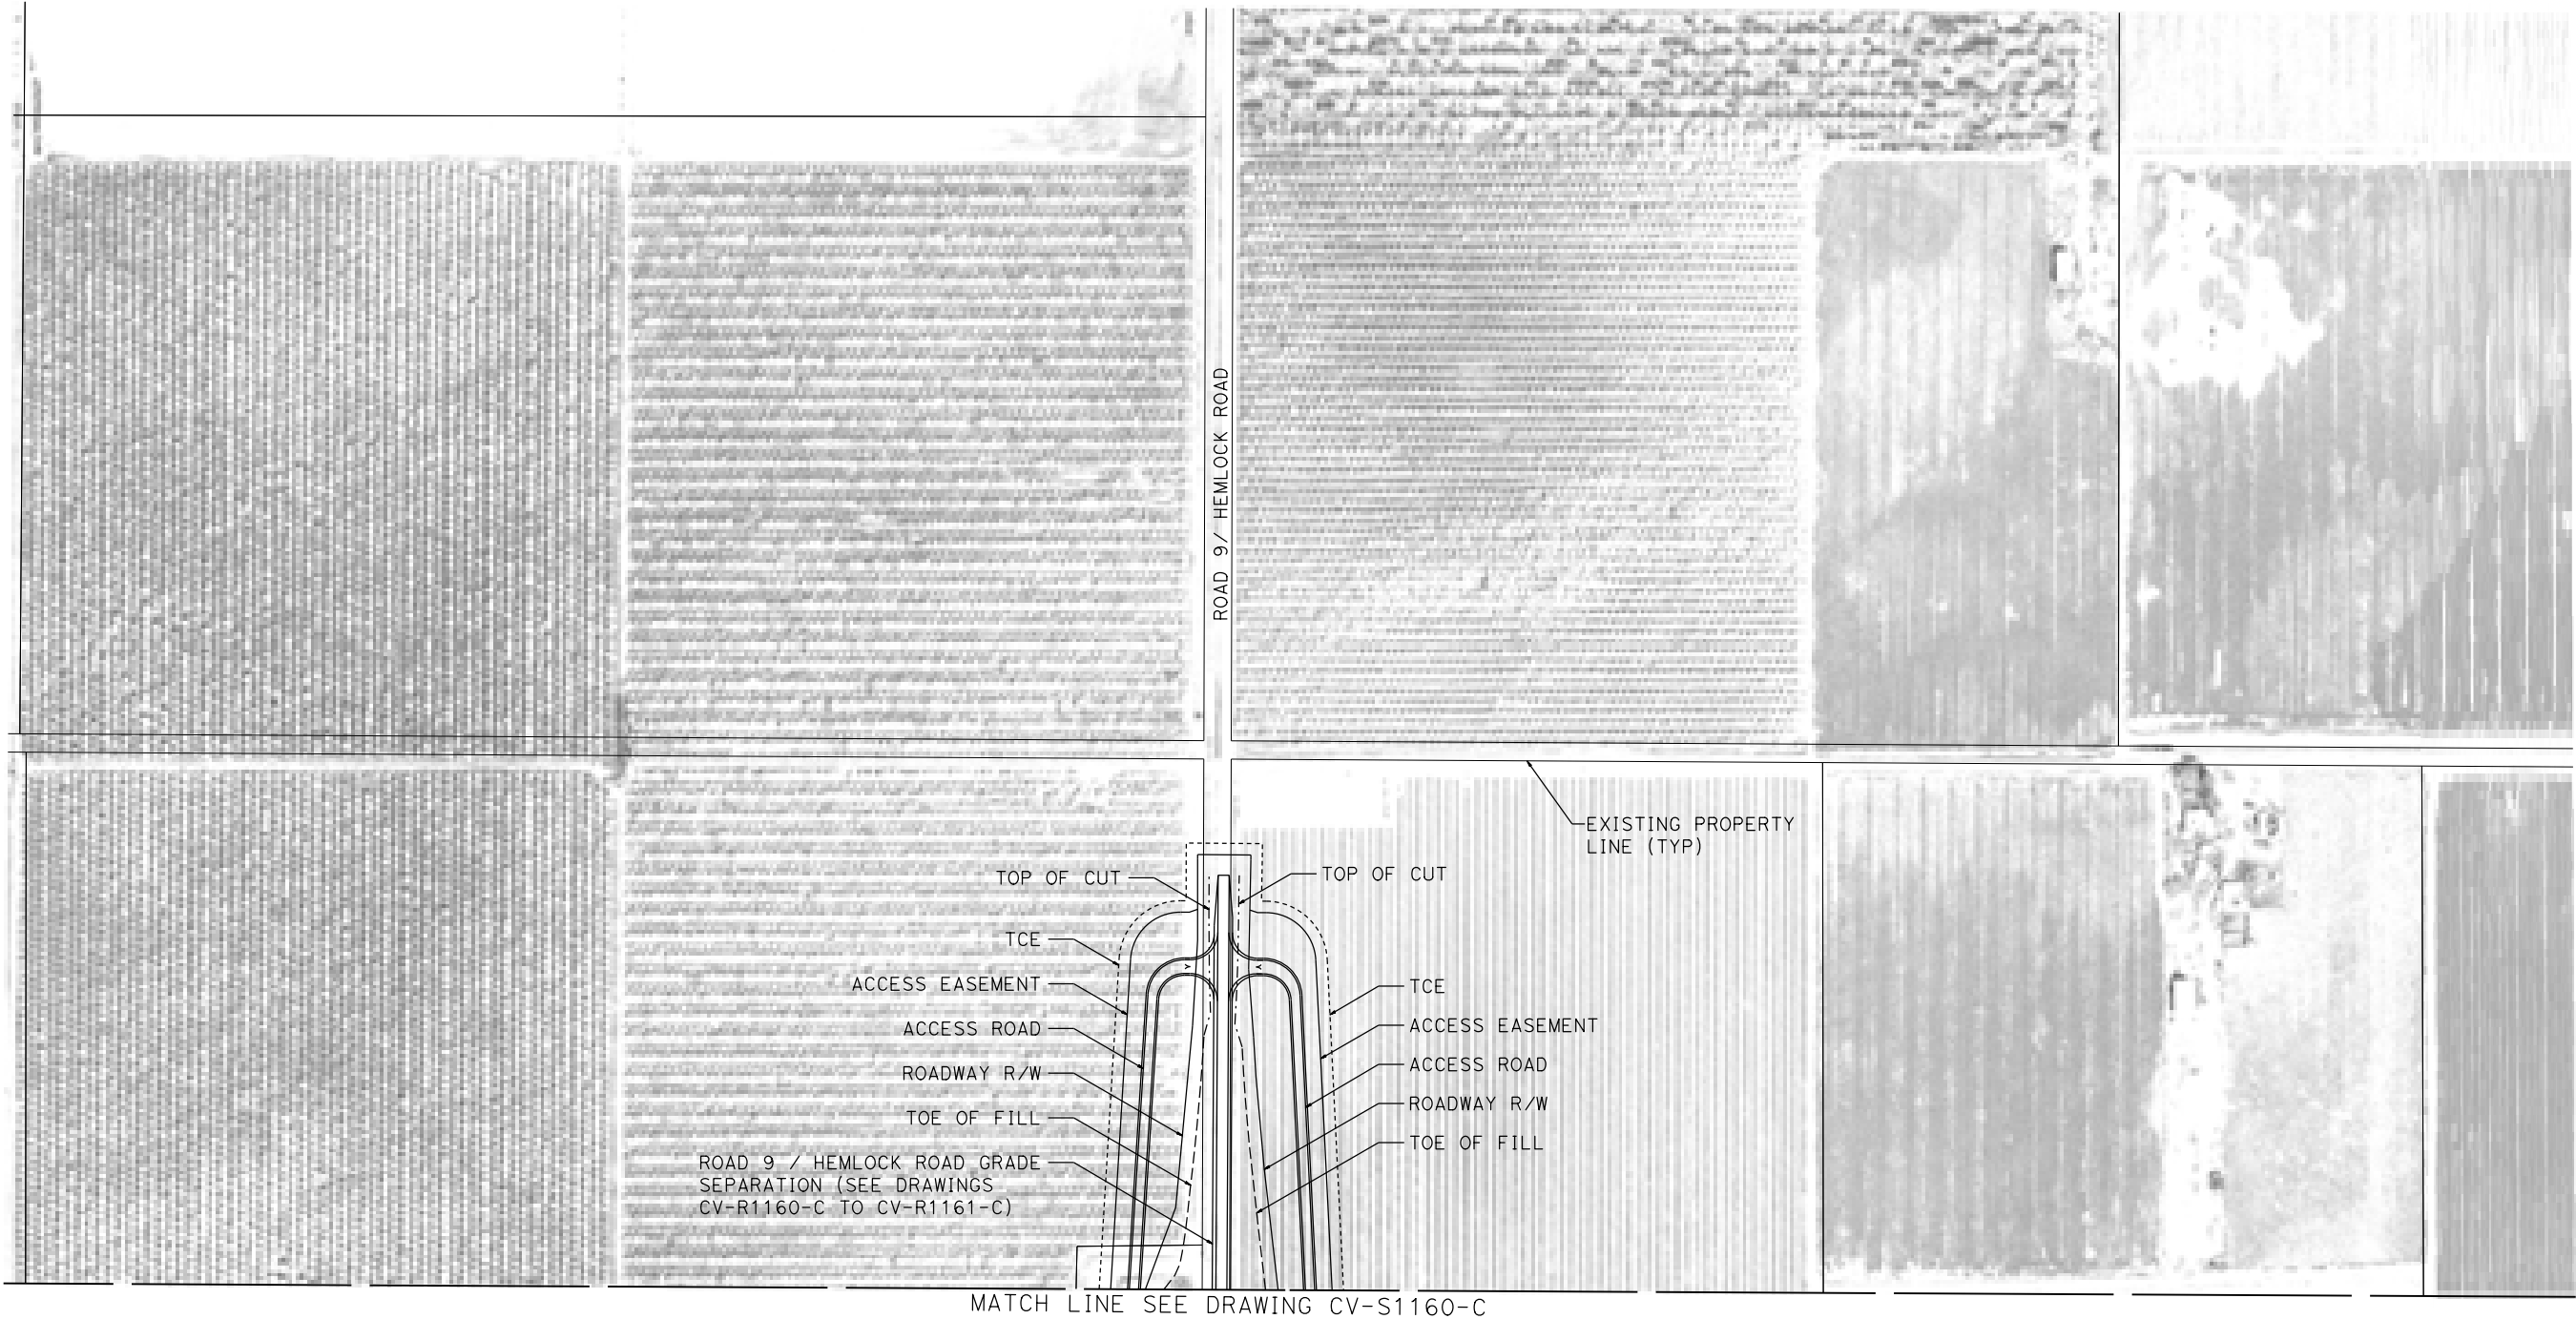 ROAD 9/ HEMLOCK ROAD
EXISTING PROPERTY
LINE (TYP)
TOP OF CUT
TCE
ACCESS EASEMENT
ACCESS ROAD
ROADWAY R/W
TOE OF FILL
ROAD 9 / HEMLOCK ROAD GRADE
SEPARATION (SEE DRAWINGS
CV-R1160-C TO CV-R1161-C)
TOP OF CUT
TCE
ACCESS EASEMENT
ACCESS ROAD
ROADWAY R/W
TOE OF FILL
MATCH LINE SEE DRAWING CV-S1160-C